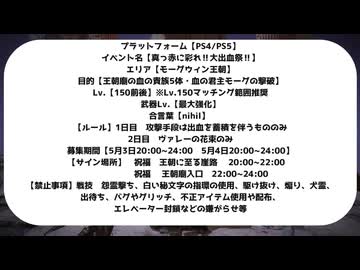 プラットフォーム【PS4/PS5】
イベント名【真っ赤に彩れ!!大出血祭!!】
エリア【モーグウィン王朝】
目的【王朝廟の血の貴族5体・血の君主モーグの撃破】
Lv.【150前後】※Lv.150マッチング範囲推奨
武器Lv.【最大強化】
合言葉【nihil】
【ルール】1日目　攻撃手段は出血を蓄積を伴うもののみ
2日目　ヴァレーの花束のみ
募集期間【5月3日20:00~24:00　5月4日20:00~24:00】
【サイン場所】　祝福　王朝に至る崖路　20:00~22:00
祝福　王朝廟入口　22:00~24:00
【禁止事項】戦技　怨霊撃ち、白い秘文字の指環の使用、駆け抜け、煽り、犬霊、
出待ち、バグやグリッチ、不正アイテム使用や配布、
エレベーター封鎖などの嫌がらせ等